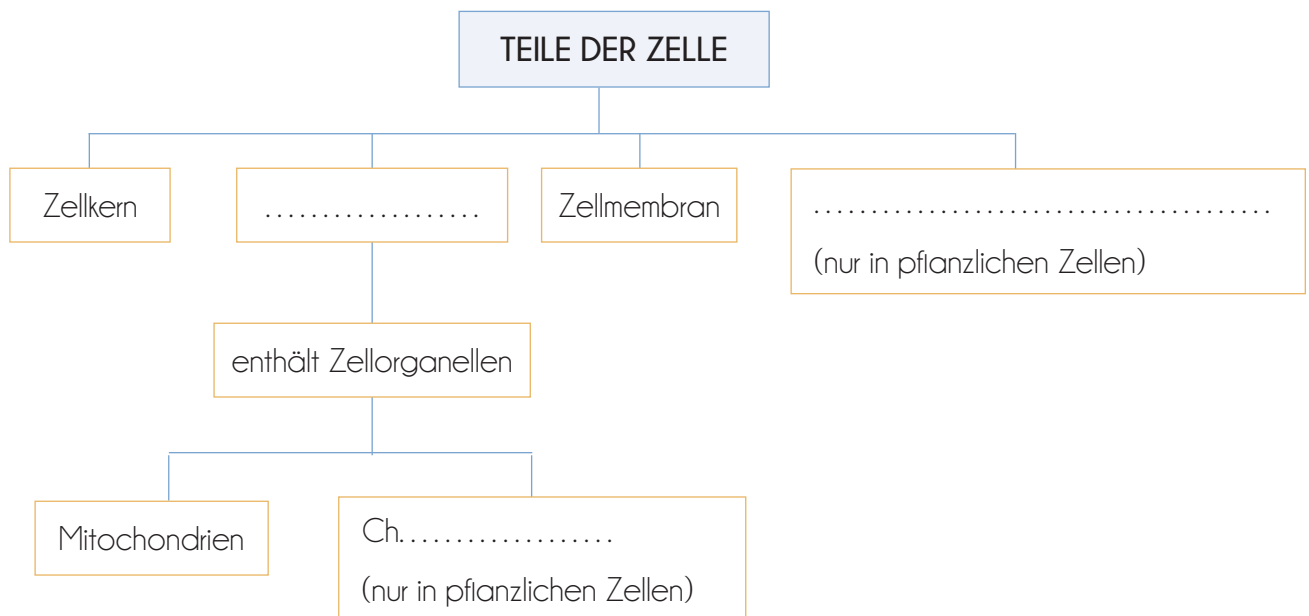 TEILE DER ZELLE
Zellkern
...................
Zellmembran
........................................
(nur in pflanzlichen Zellen)
enthält Zellorganellen
Mitochondrien
Ch...................
(nur in pflanzlichen Zellen)